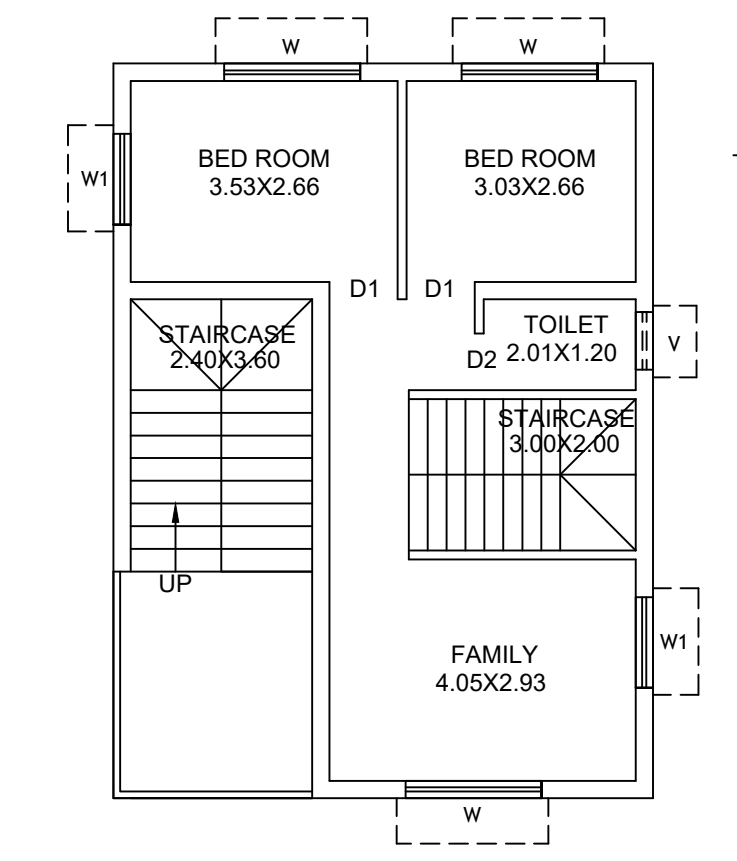 W
W
W1
BED ROOM
3.53X2.66
BED ROOM
3.03X2.66
D1
D1
STAIRCASE
2.40X3.60
TOILET
2.01X1.20
D2
V
STAIRCASE
3.00X2.00
UP
FAMILY
4.05X2.93
W1
W